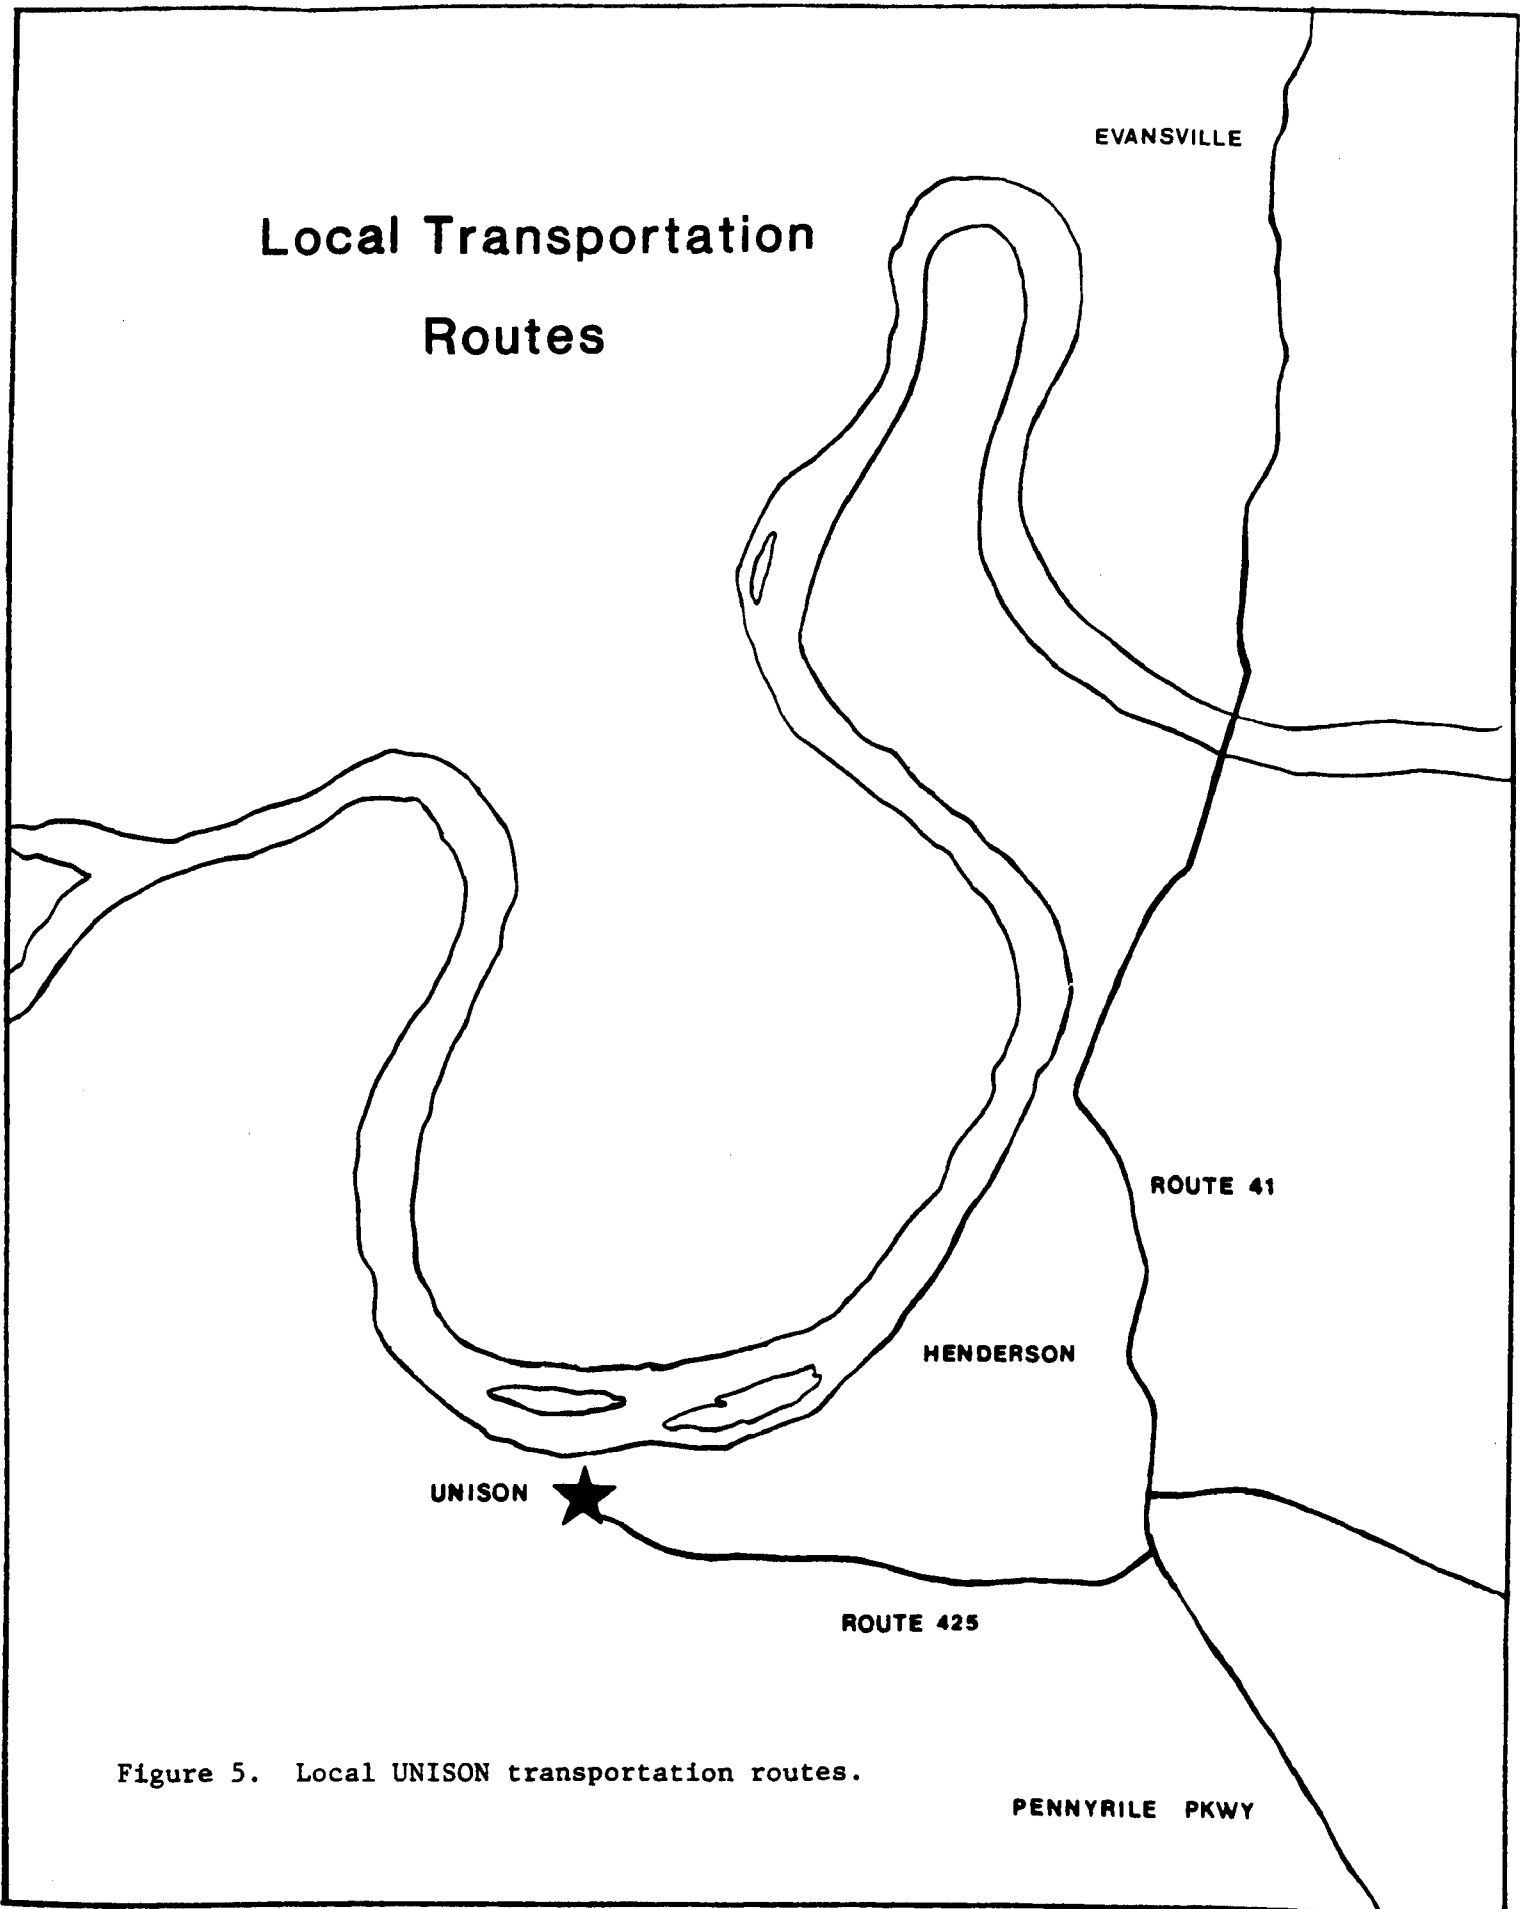 EVANSVILLE
Local Transportation
Routes
ROUTE 41
HENDERSON
UNISON
ROUTE 425
Figure 5. Local UNISON transportation routes.
PENNYRILE PKWY